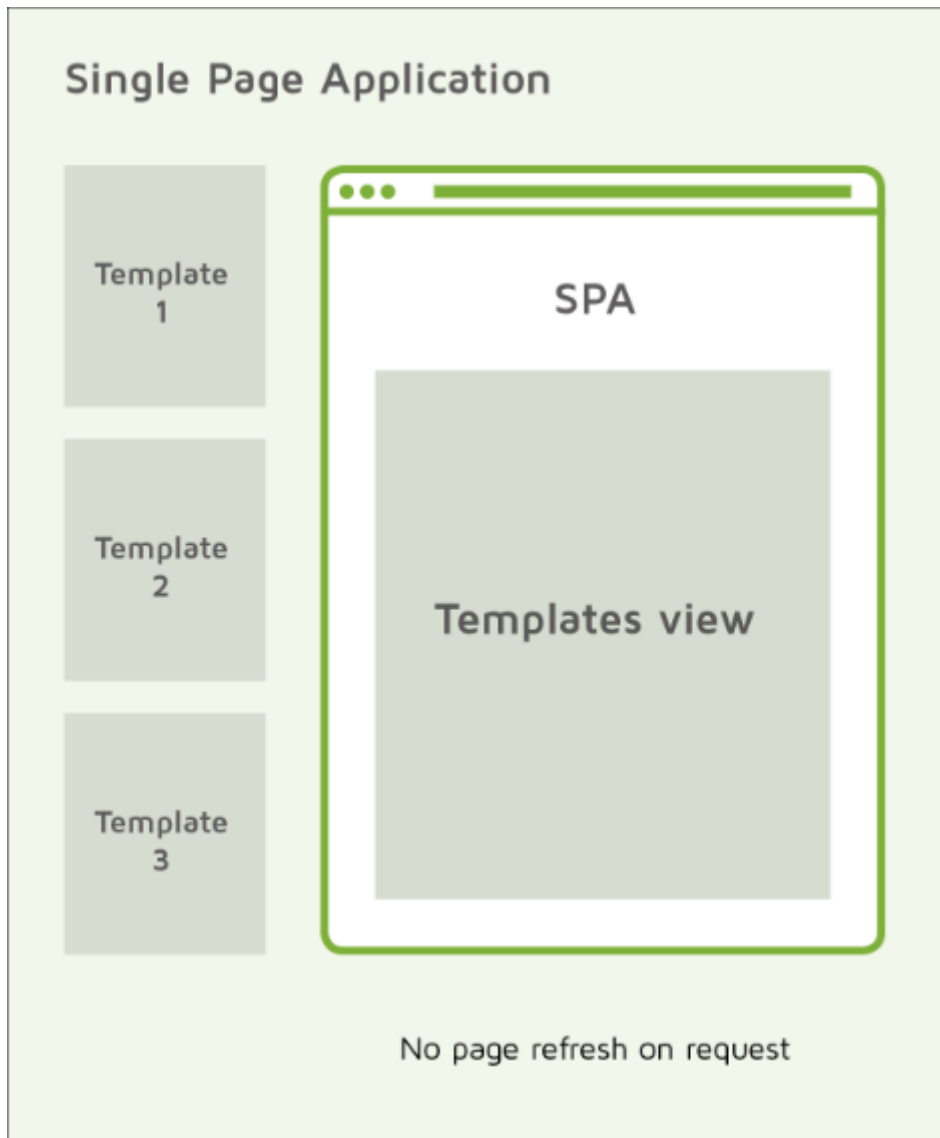 Single Page Application
Template
1
Template
2
Template
3
SPA
Templates view
No page refresh on request